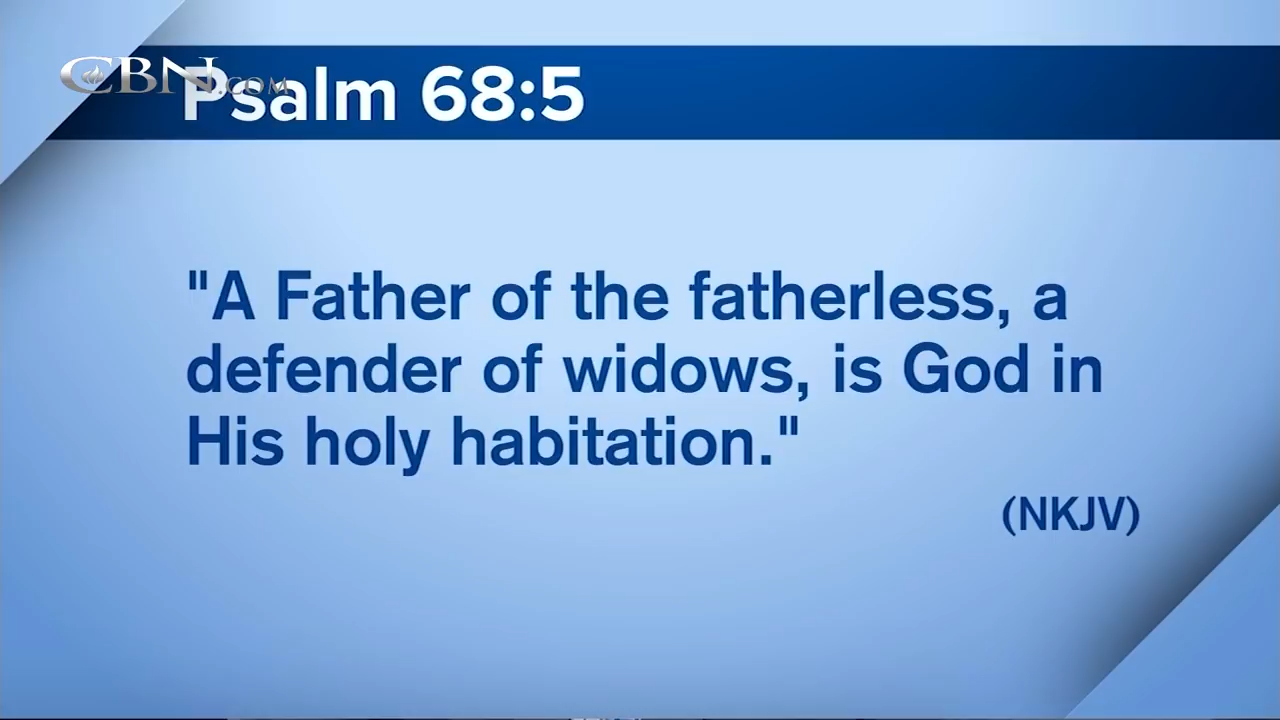 CBN.COM
Psalm 68:5
"A Father of the fatherless, a
defender of widows, is God in
His holy habitation."
(NKJV)